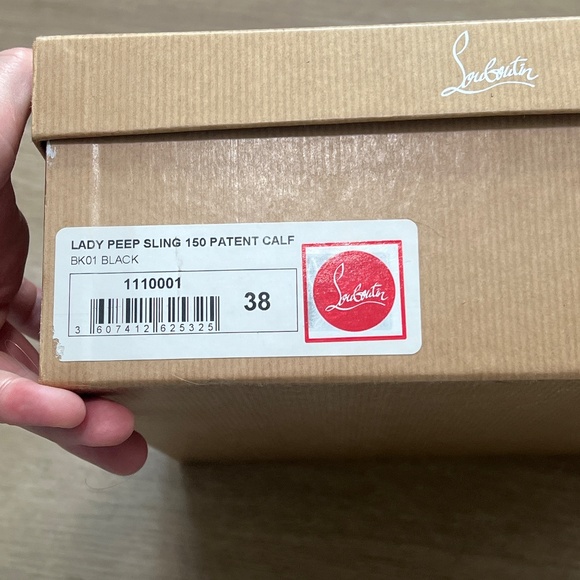 Louboutin
LADY PEEP SLING 150 PATENT CALF
BK01 BLACK
1110001
38
3 607412 625325
Louboutin